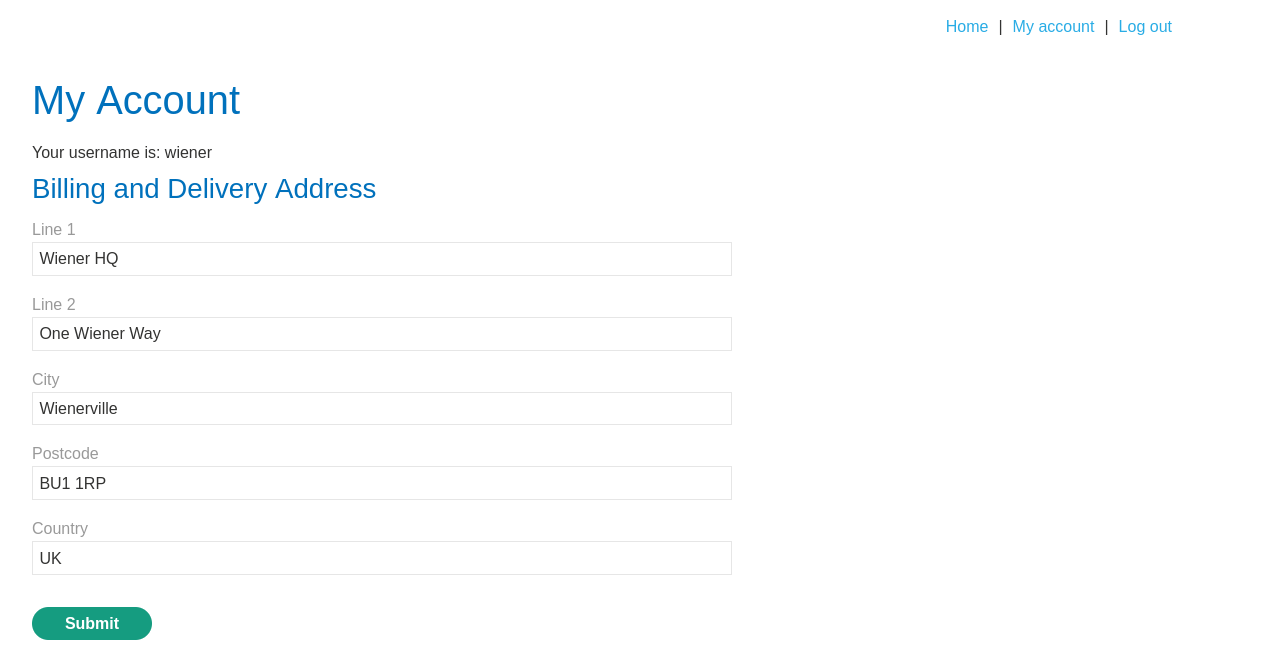 Home | My account | Log out
My Account
Your username is: wiener
Billing and Delivery Address
Line 1
Wiener HQ
Line 2
One Wiener Way
City
Wienerville
Postcode
BU1 1RP
Country
UK
Submit